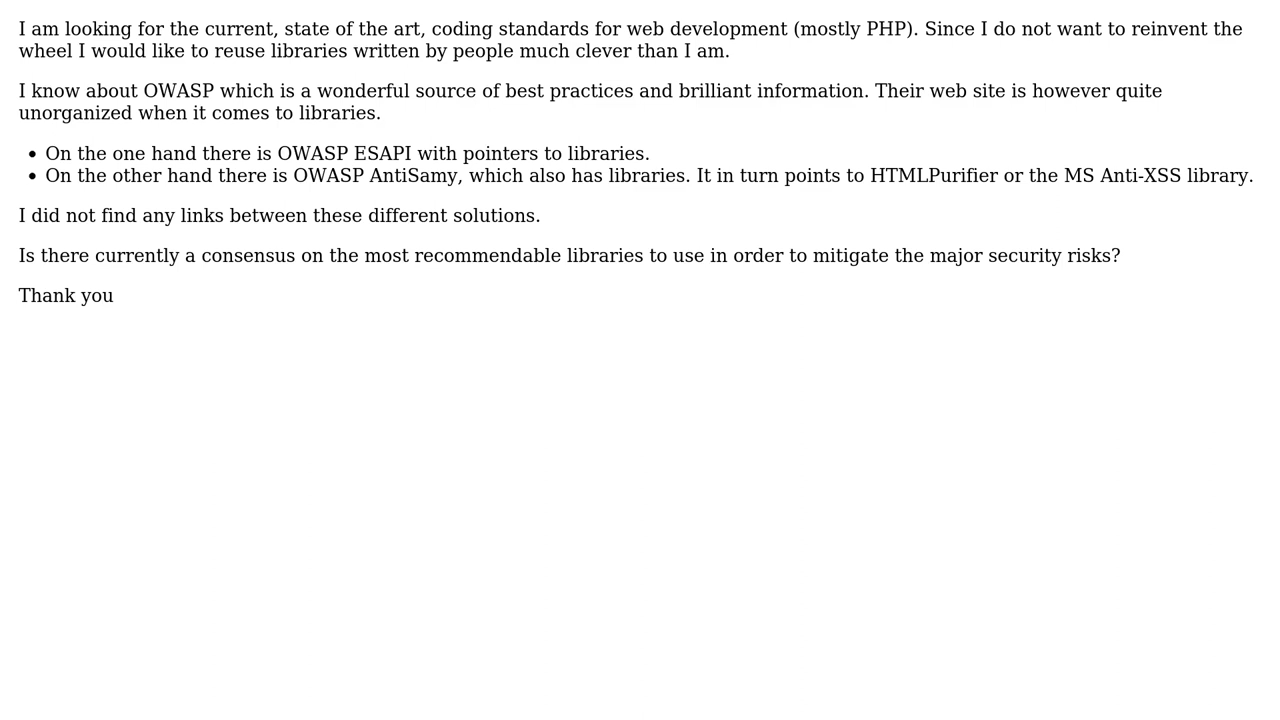 I am looking for the current, state of the art, coding standards for web development (mostly PHP). Since I do not want to reinvent the
wheel I would like to reuse libraries written by people much clever than I am.
I know about OWASP which is a wonderful source of best practices and brilliant information. Their web site is however quite
unorganized when it comes to libraries.
• On the one hand there is OWASP ESAPI with pointers to libraries.
• On the other hand there is OWASP AntiSamy, which also has libraries. It in turn points to HTMLPurifier or the MS Anti-XSS library.
I did not find any links between these different solutions.
Is there currently a consensus on the most recommendable libraries to use in order to mitigate the major security risks?
Thank you